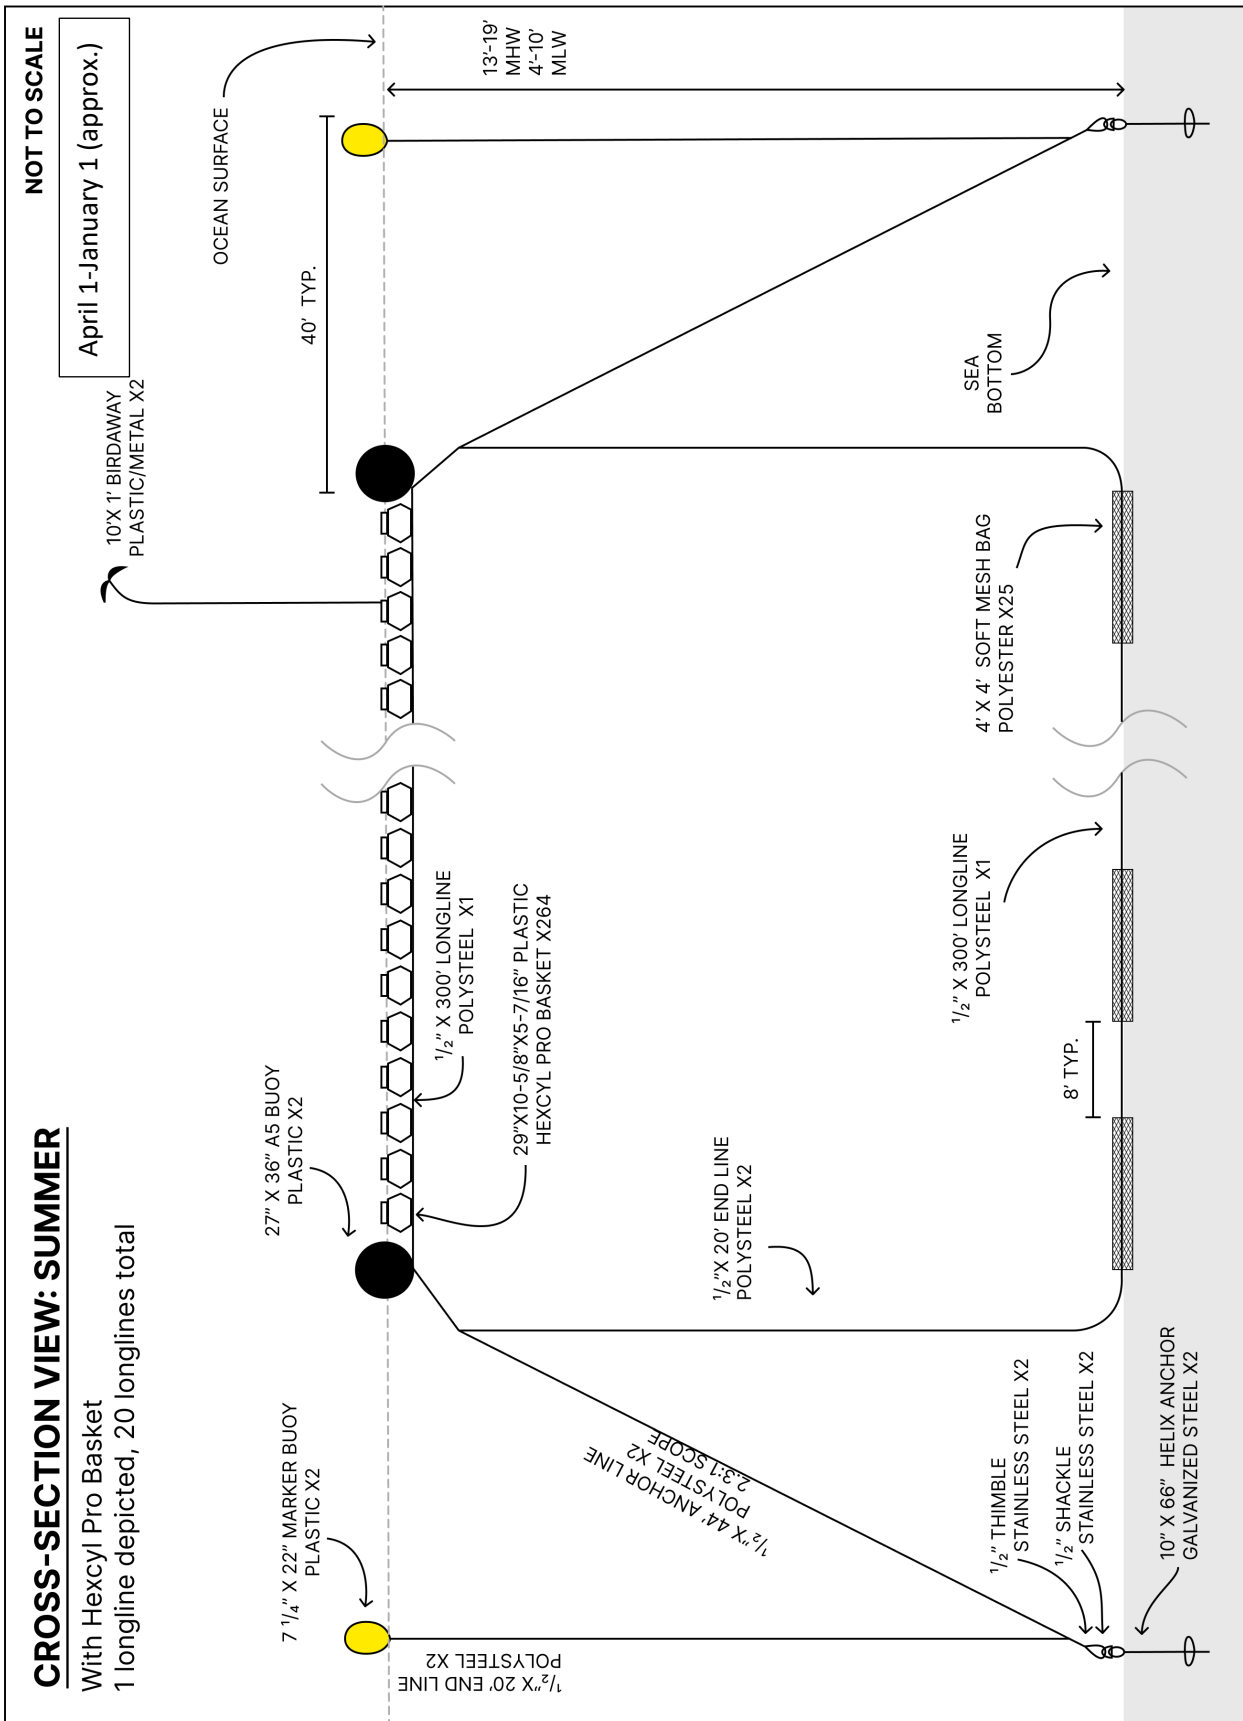 CROSS-SECTION VIEW: SUMMER
With Hexcyl Pro Basket
1 longline depicted, 20 longlines total
NOT TO SCALE
April 1-January 1 (approx.)
10'X 1' BIRDAWAY
PLASTIC/METAL X2
OCEAN SURFACE
40' TYP.
7 1/4" X 22" MARKER BUOY
PLASTIC X2
27" X 36" A5 BUOY
PLASTIC X2
13'-19'
MHW
4'-10'
MLW
1/2" X 300' LONGLINE
POLYSTEEL X1
29"X10-5/8"X5-7/16" PLASTIC
HEXCYL PRO BASKET X264
1/2"X 20' END LINE
POLYSTEEL X2
1/2"X 44' ANCHOR LINE
POLYSTEEL X2
2.3:1 SCOPE
1/2"X 20' END LINE
POLYSTEEL X2
SEA
BOTTOM
4' X 4' SOFT MESH BAG
POLYESTER X25
1/2" X 300' LONGLINE
POLYSTEEL X1
8' TYP.
1/2" THIMBLE
STAINLESS STEEL X2
1/2" SHACKLE
STAINLESS STEEL X2
10" X 66" HELIX ANCHOR
GALVANIZED STEEL X2